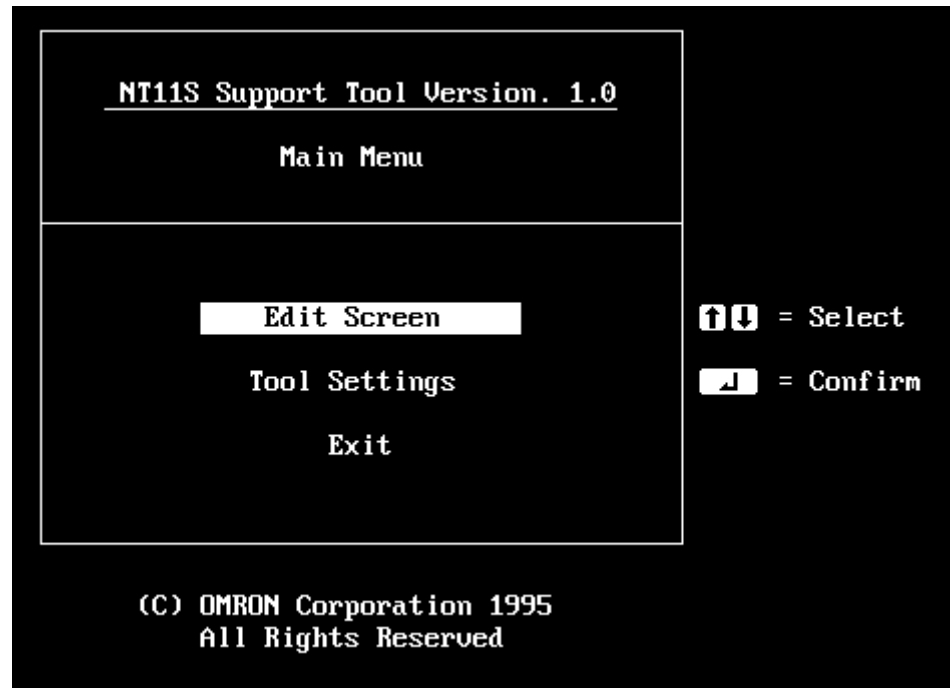 NT11S Support Tool Version. 1.0
Main Menu
Edit Screen
↑↓ = Select
Tool Settings
↵ = Confirm
Exit
(C) OMRON Corporation 1995
All Rights Reserved